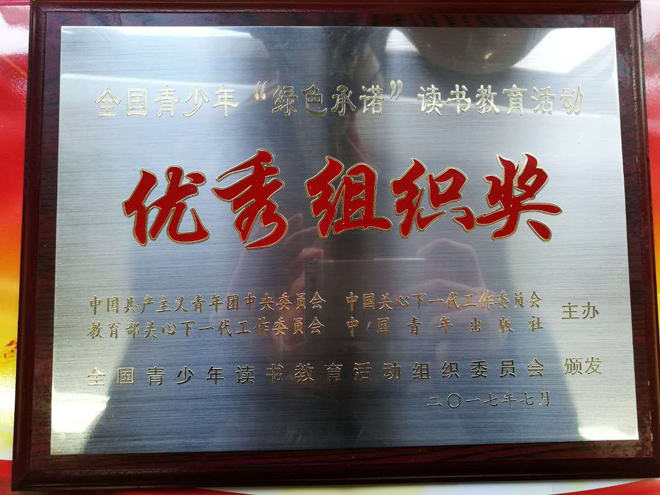 全国青少年“绿色承诺”读书教育活动
优秀组织奖
中国共产主义青年团中央委员会 中国关心下一代工作委员会
教育部关心下一代工作委员会 中国青年出版社 主办
全国青少年读书教育活动组织委员会 颁发
二〇一七年七月